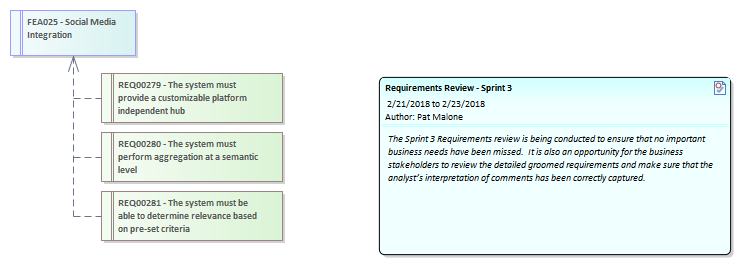 FEA025 - Social Media
Integration
REQ00279 - The system must
provide a customizable platform
independent hub
REQ00280 - The system must
perform aggregation at a semantic
level
REQ00281 - The system must be
able to determine relevance based
on pre-set criteria
Requirements Review - Sprint 3
2/21/2018 to 2/23/2018
Author: Pat Malone
The Sprint 3 Requirements review is being conducted to ensure that no important
business needs have been missed.  It is also an opportunity for the business
stakeholders to review the detailed groomed requirements and make sure that the
analyst's interpretation of comments has been correctly captured.